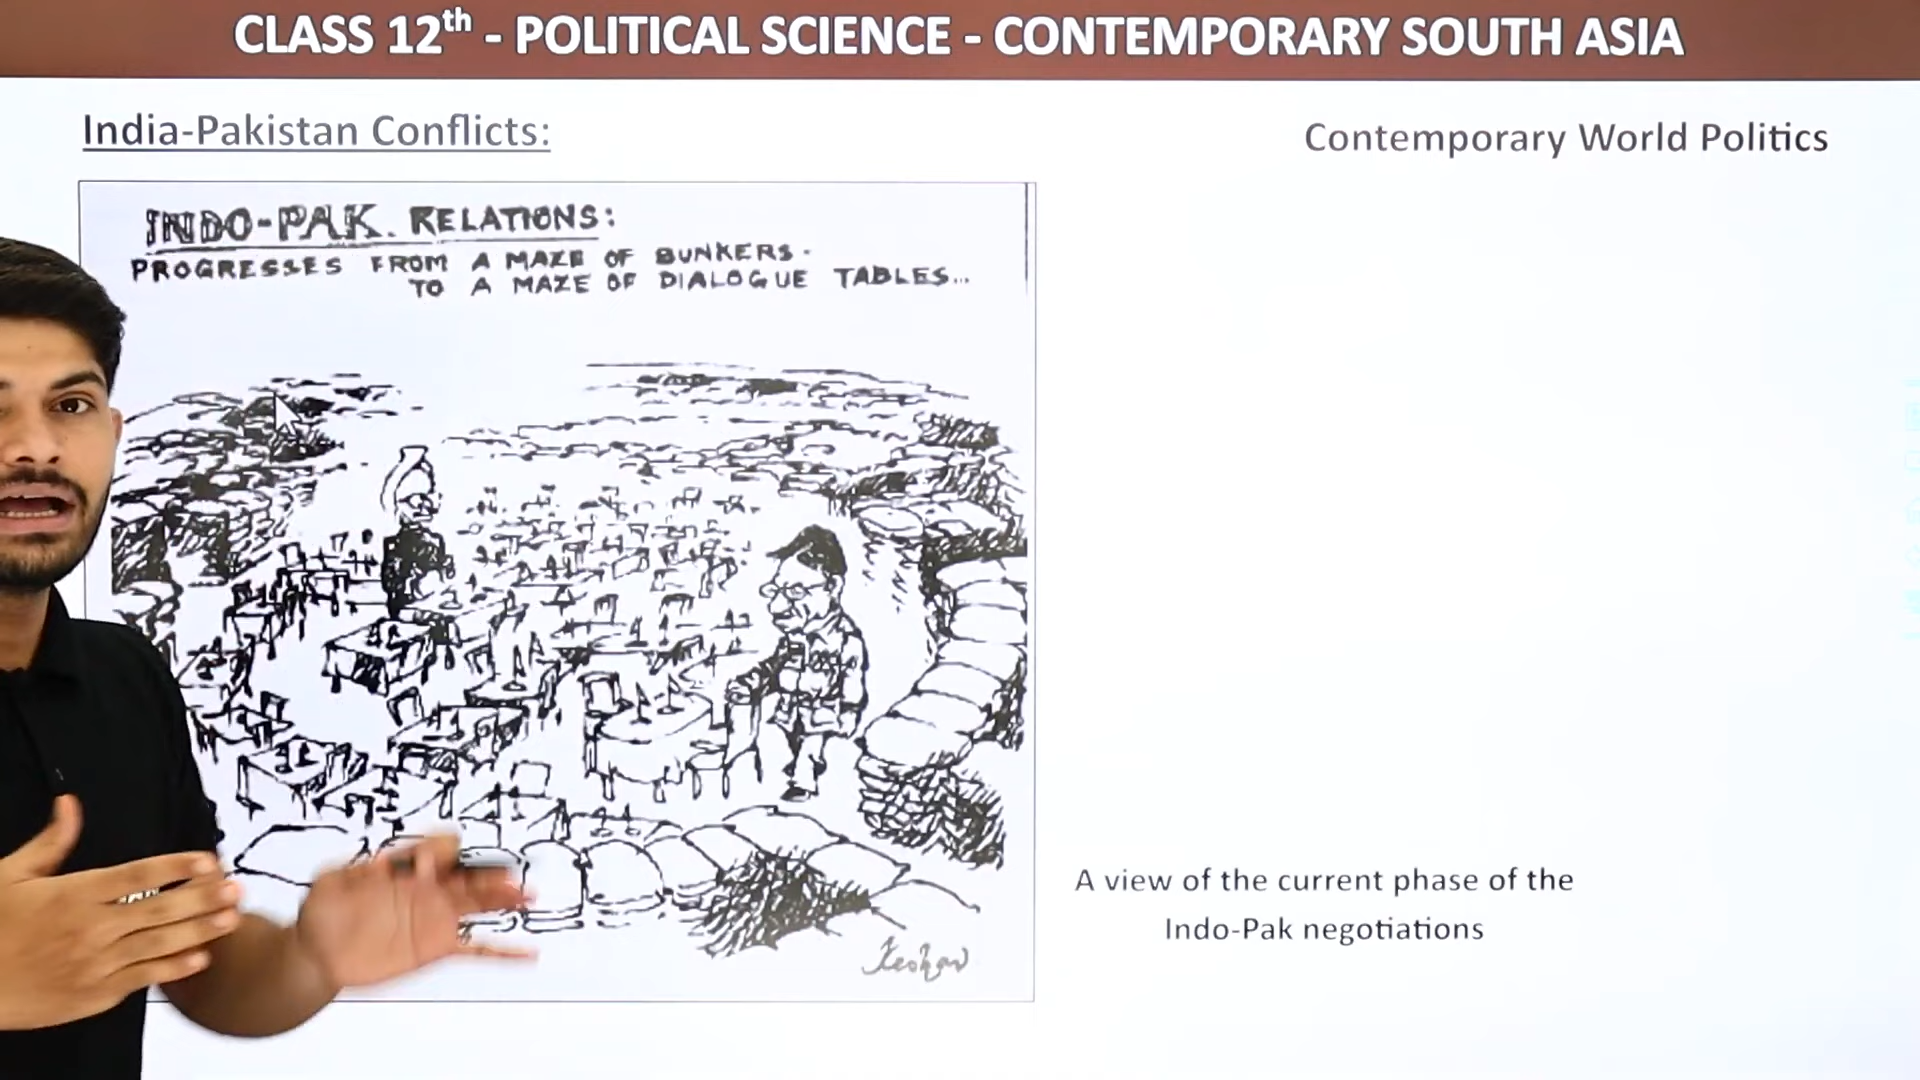 CLASS 12th - POLITICAL SCIENCE - CONTEMPORARY SOUTH ASIA
India-Pakistan Conflicts:
Contemporary World Politics
INDO-PAK. RELATIONS:
PROGRESSES FROM A MAZE OF BUNKERS.
TO A MAZE OF DIALOGUE TABLES...
A view of the current phase of the
Indo-Pak negotiations
Keshav